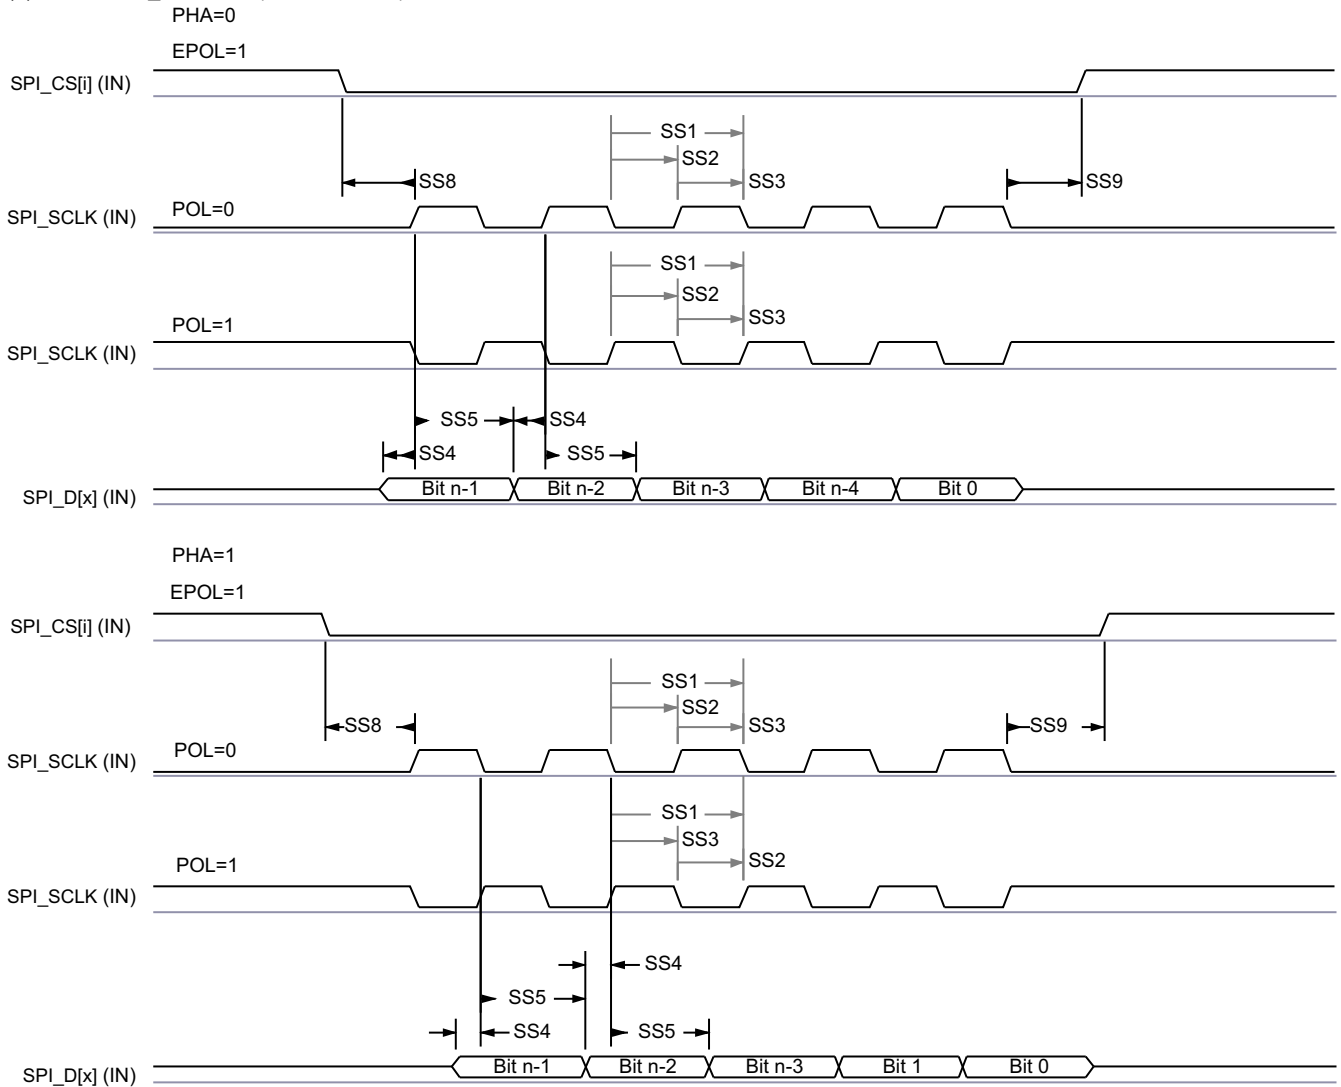 PHA=0
EPOL=1
SPI_CS[i] (IN)
SS1
SS2
SS8
SS3
SS9
POL=0
SPI_SCLK (IN)
SS1
SS2
SS3
POL=1
SPI_SCLK (IN)
SS5
SS4
SS4
SS5
Bit n-1
Bit n-2
Bit n-3
Bit n-4
Bit 0
SPI_D[x] (IN)
PHA=1
EPOL=1
SPI_CS[i] (IN)
SS1
SS2
SS8
SS3
SS9
POL=0
SPI_SCLK (IN)
SS1
SS3
SS2
POL=1
SPI_SCLK (IN)
SS4
SS5
SS4
SS5
Bit n-1
Bit n-2
Bit n-3
Bit 1
Bit 0
SPI_D[x] (IN)